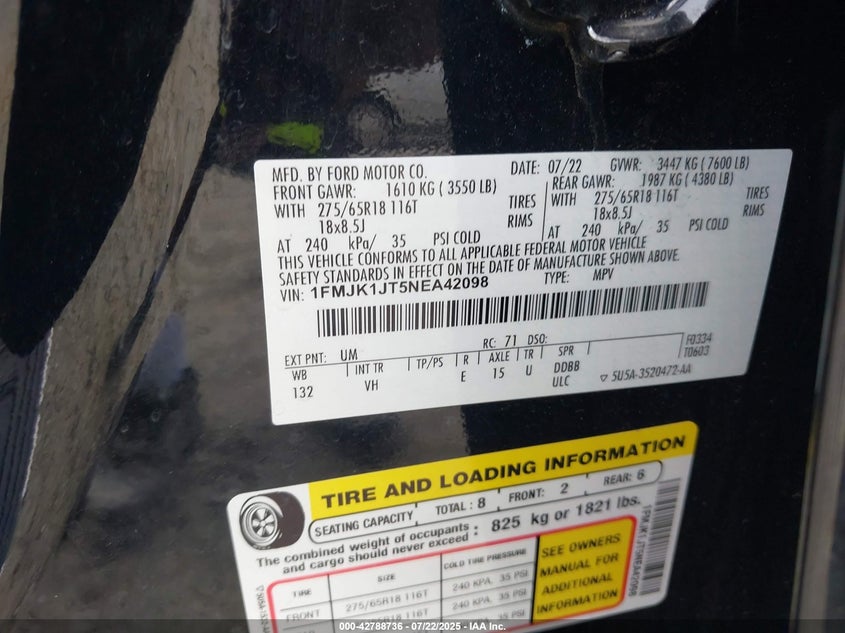 MFD. BY FORD MOTOR CO. DATE: 07/22 GVWR: 3447 KG ( 7600 LB)
FRONT GAWR: 1610 KG ( 3550 LB) REAR GAWR: 1987 KG ( 4380 LB)
WITH 275/65R18 116T TIRES WITH 275/65R18 116T TIRES
18x8.5J RIMS 18x8.5J RIMS
AT 240 kPa/ 35 PSI COLD AT 240 kPa/ 35 PSI COLD
THIS VEHICLE CONFORMS TO ALL APPLICABLE FEDERAL MOTOR VEHICLE
SAFETY STANDARDS IN EFFECT ON THE DATE OF MANUFACTURE SHOWN ABOVE.
VIN: 1FMJK1JT5NEA42098 TYPE: MPV
EXT PNT: UM RC: 71 DSO: F0334
WB INT TR TP/PS R AXLE TR SPR T0603
132 VH E 15 U DDBB
ULC 5U5A-3520472-AA
TIRE AND LOADING INFORMATION
SEATING CAPACITY TOTAL : 8 FRONT: 2 REAR: 6
The combined weight of occupants and cargo should never exceed : 825 kg or 1821 lbs.
TIRE SIZE COLD TIRE PRESSURE
FRONT 275/65R18 116T 240 KPA, 35 PSI
240 KPA, 35 PSI
SEE OWNERS
MANUAL FOR
ADDITIONAL
INFORMATION
1FMJK1JT5NEA42098
000-42788736 - 07/22/2025 - IAA Inc.